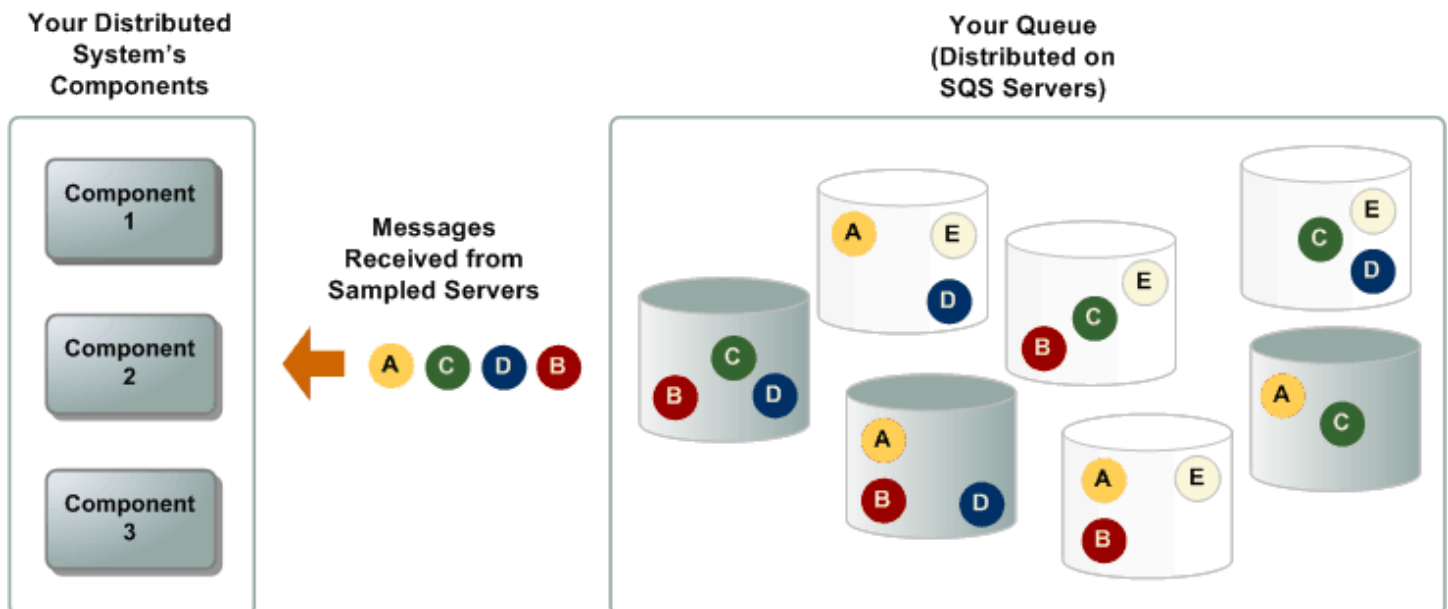 Your Distributed
System's
Components
Component
1
Component
2
Component
3
Messages
Received from
Sampled Servers
A C D B
Your Queue
(Distributed on
SQS Servers)
C
B
D
A
E
D
E
C
B
E
C
D
A
B
D
A
E
B
A
C